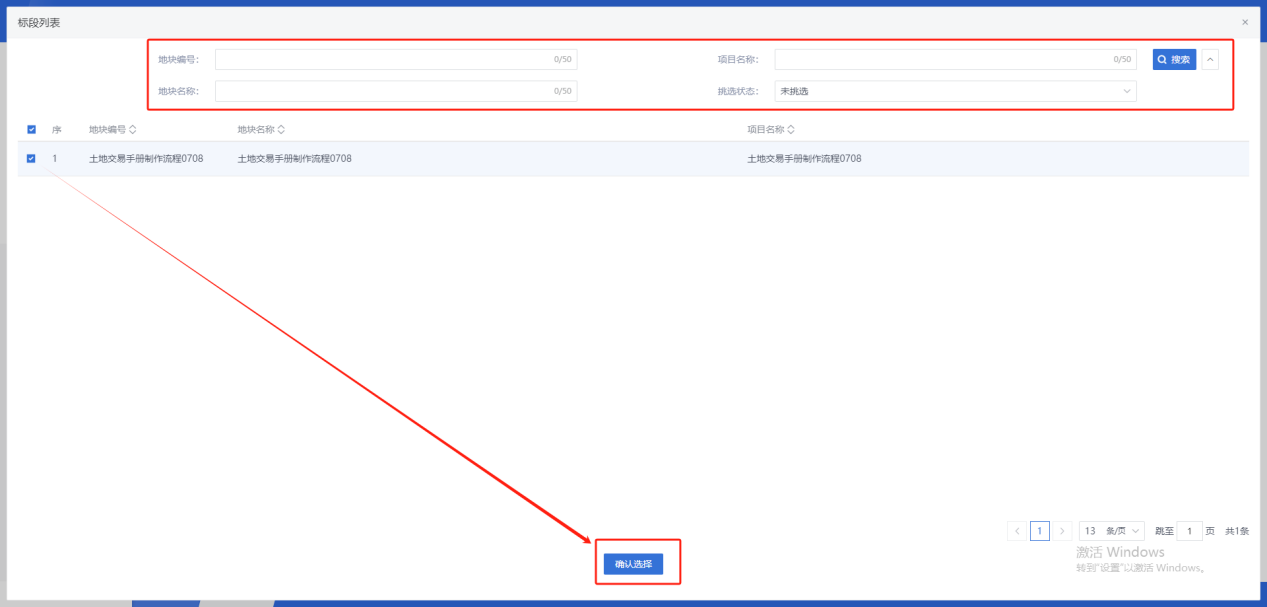 标段列表 ×
地块编号： 0/50 项目名称： 0/50 搜索
地块名称： 0/50 挑选状态： 未挑选
序 地块编号 地块名称 项目名称
1 土地交易手册制作流程0708 土地交易手册制作流程0708 土地交易手册制作流程0708
1 13 条/页 跳至 1 页 共1条
激活 Windows
转到"设置"以激活 Windows。
确认选择